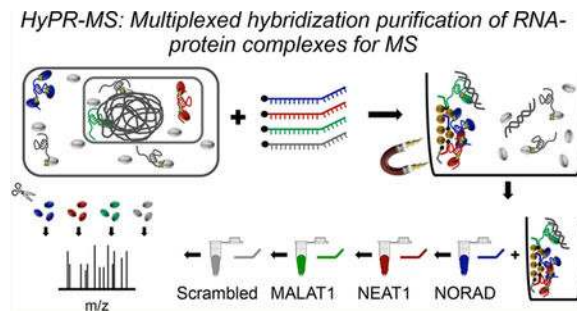 HyPR-MS: Multiplexed hybridization purification of RNA-
protein complexes for MS
Scrambled MALAT1 NEAT1 NORAD
m/z